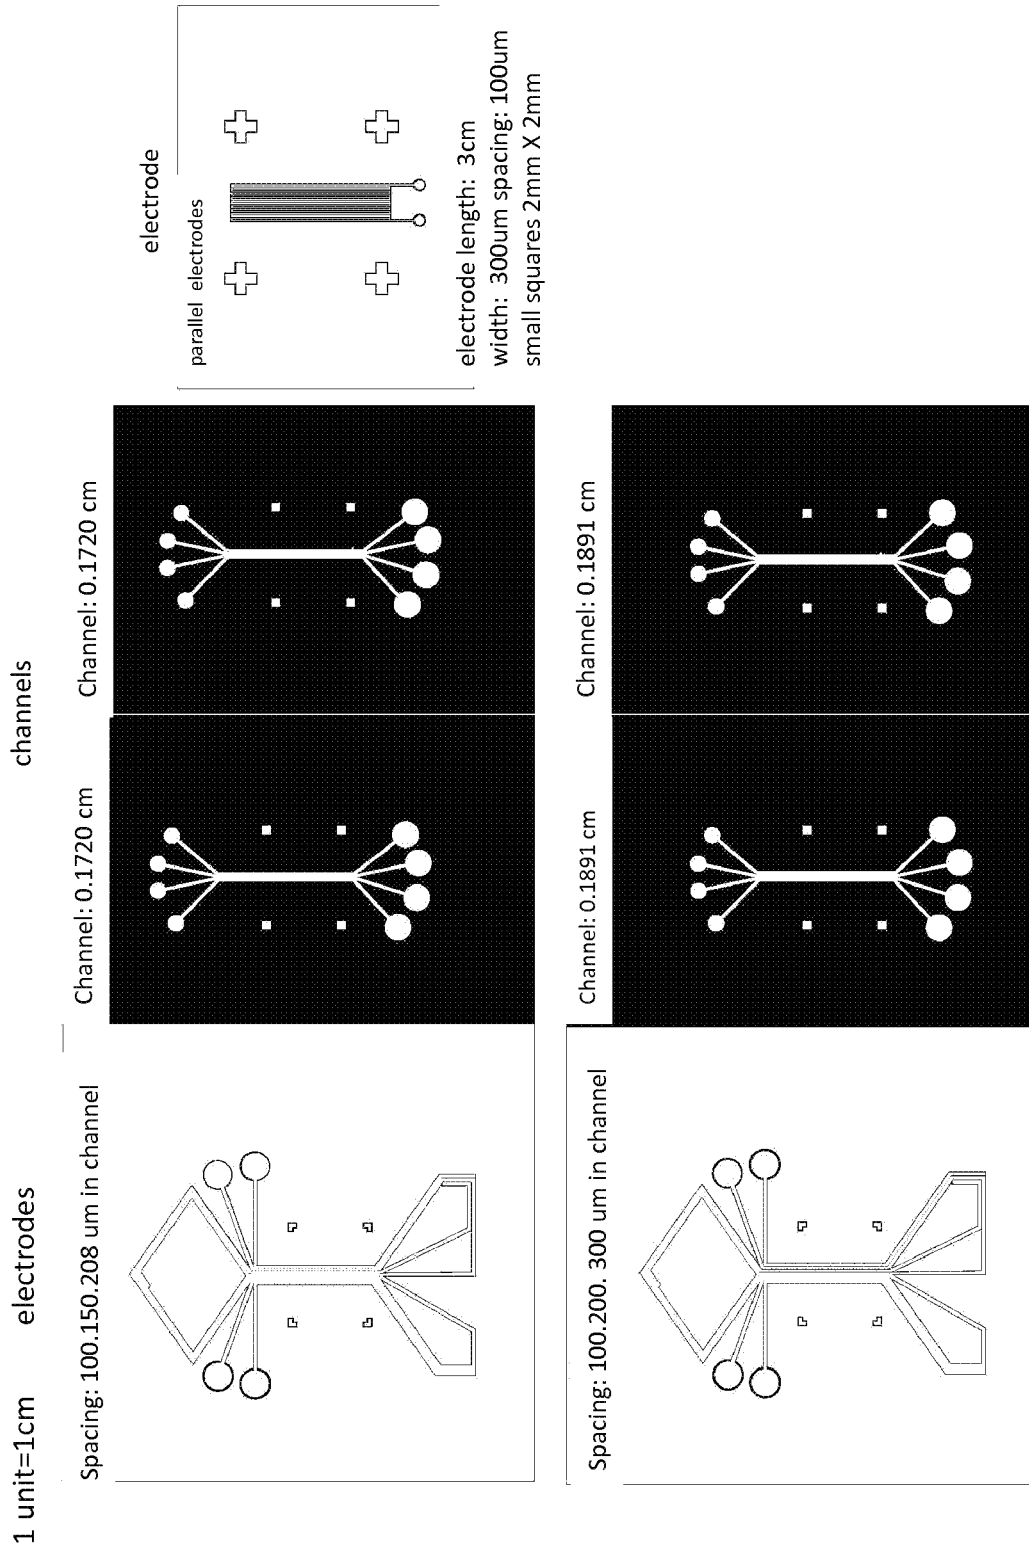 1 unit=1cm
electrodes
channels
Spacing: 100.150.208 um in channel
Channel: 0.1720 cm
Channel: 0.1720 cm
electrode
parallel electrodes
electrode length: 3cm
width: 300um spacing: 100um
small squares 2mm X 2mm
Spacing: 100.200. 300 um in channel
Channel: 0.1891 cm
Channel: 0.1891 cm